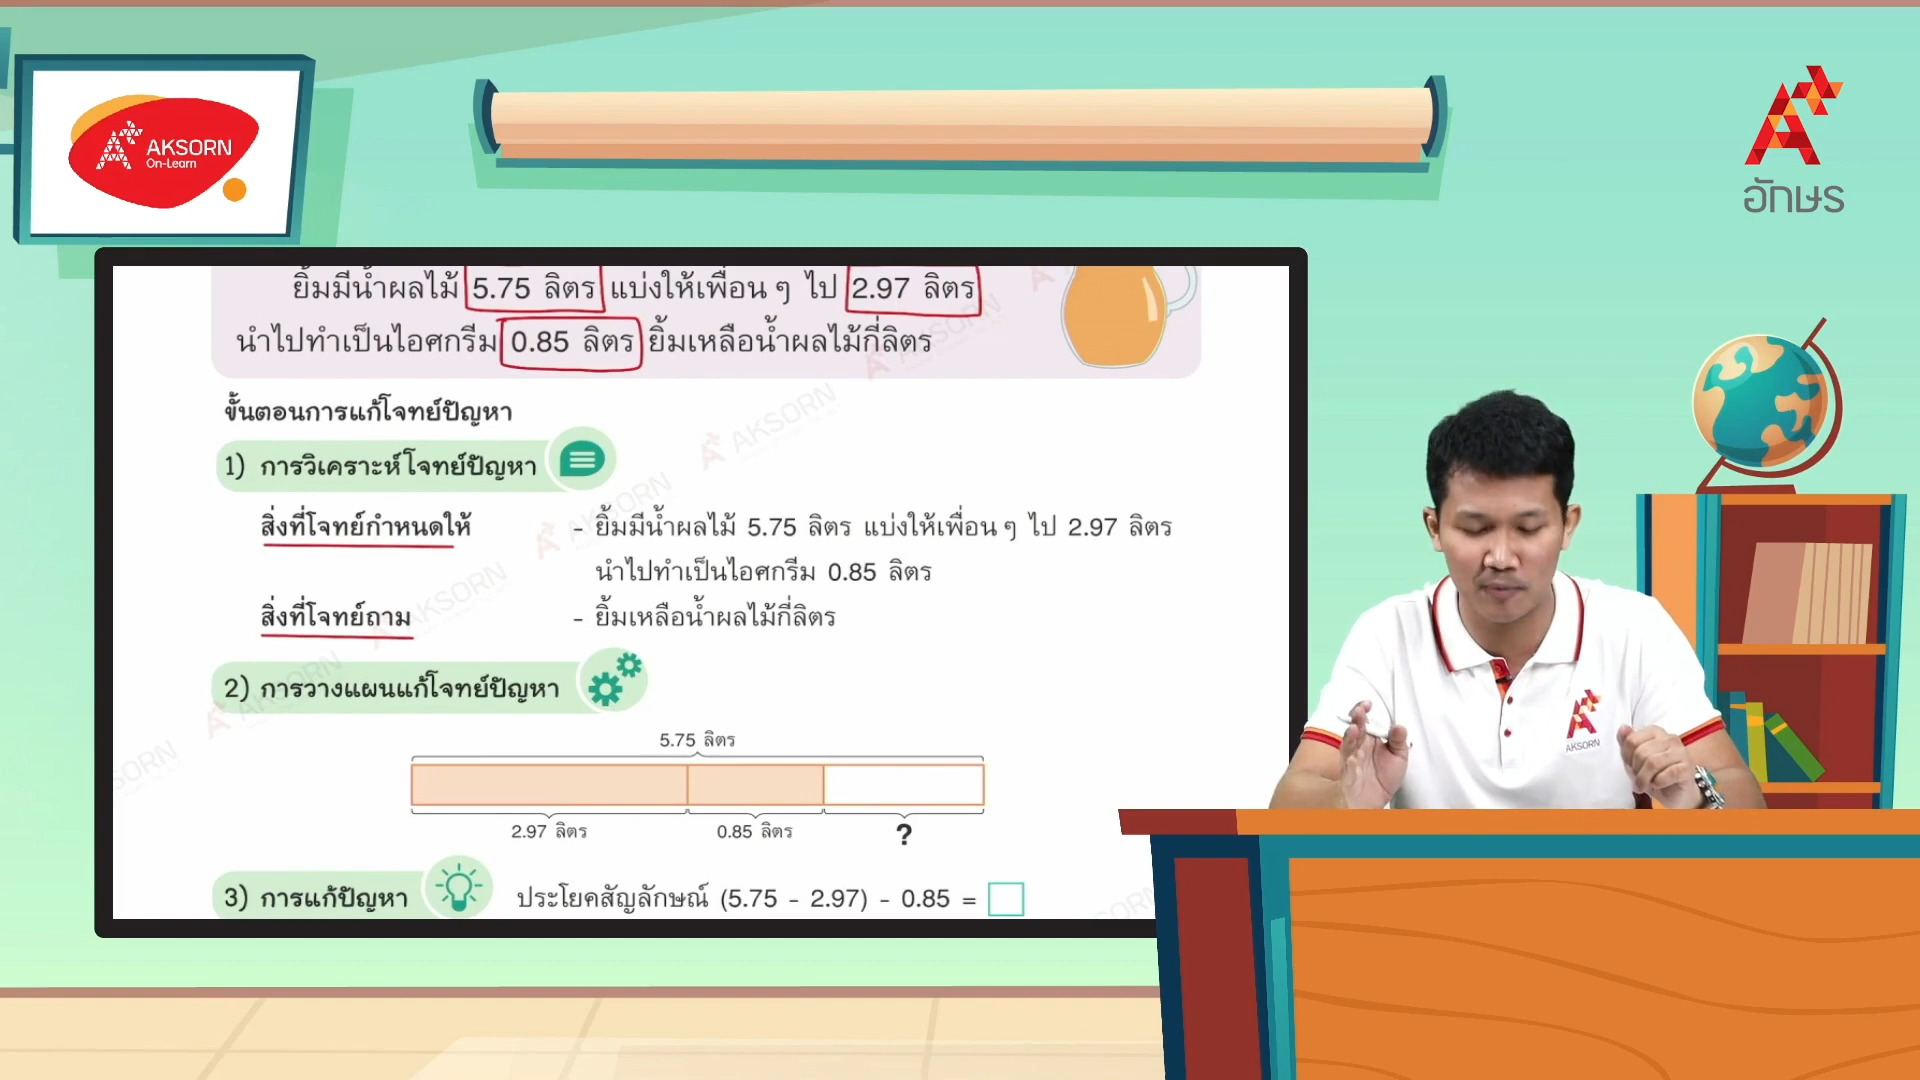 AKSORN
On-Learn
อักษร
ยิ้มมีน้ำผลไม้ 5.75 ลิตร แบ่งให้เพื่อน ๆ ไป 2.97 ลิตร
นำไปทำเป็นไอศกรีม 0.85 ลิตร ยิ้มเหลือน้ำผลไม้กี่ลิตร
ขั้นตอนการแก้โจทย์ปัญหา
1) การวิเคราะห์โจทย์ปัญหา
สิ่งที่โจทย์กำหนดให้ - ยิ้มมีน้ำผลไม้ 5.75 ลิตร แบ่งให้เพื่อน ๆ ไป 2.97 ลิตร
นำไปทำเป็นไอศกรีม 0.85 ลิตร
สิ่งที่โจทย์ถาม - ยิ้มเหลือน้ำผลไม้กี่ลิตร
2) การวางแผนแก้โจทย์ปัญหา
5.75 ลิตร
2.97 ลิตร 0.85 ลิตร ?
3) การแก้ปัญหา ประโยคสัญลักษณ์ (5.75 - 2.97) - 0.85 =
AKSORN